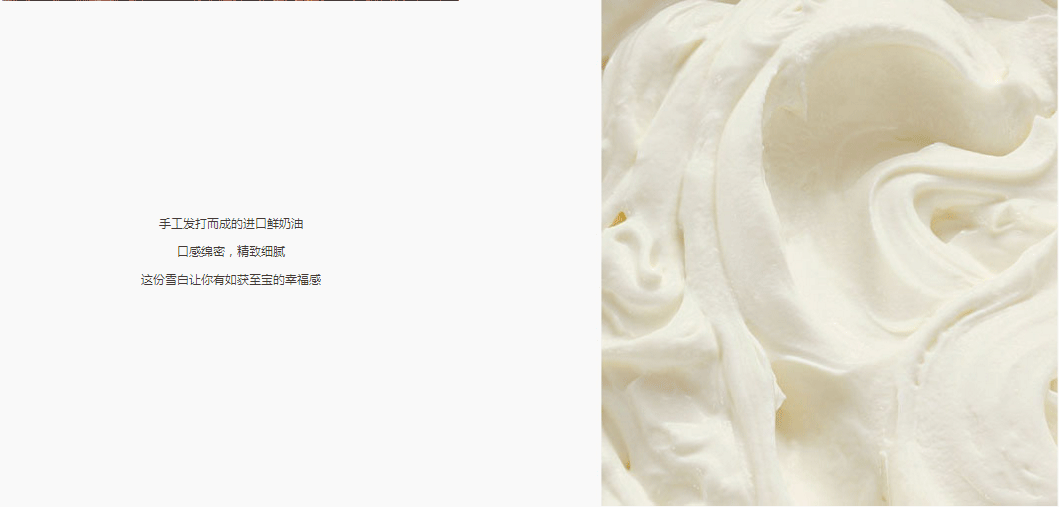 手工发打而成的进口鲜奶油
口感绵密，精致细腻
这份雪白让你有如获至宝的幸福感